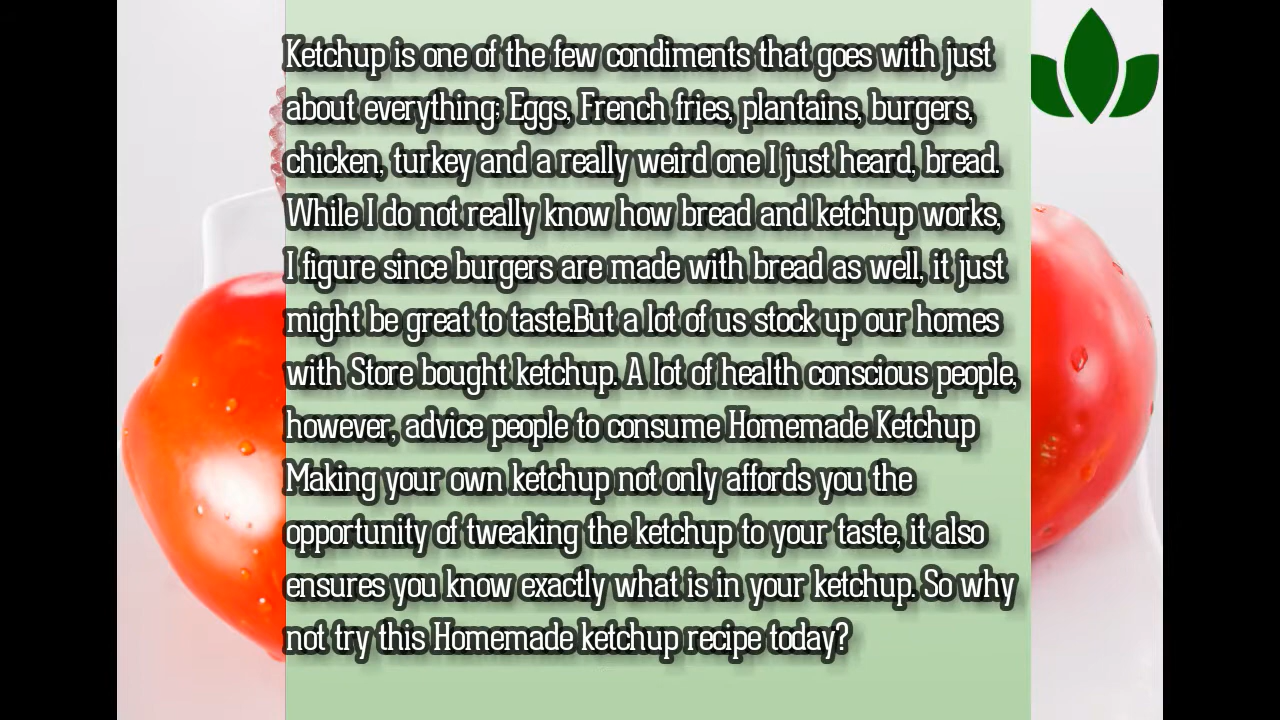 Ketchup is one of the few condiments that goes with just
about everything; Eggs, French fries, plantains, burgers,
chicken, turkey and a really weird one I just heard, bread.
While I do not really know how bread and ketchup works,
I figure since burgers are made with bread as well, it just
might be great to taste.But a lot of us stock up our homes
with Store bought ketchup. A lot of health conscious people,
however, advice people to consume Homemade Ketchup
Making your own ketchup not only affords you the
opportunity of tweaking the ketchup to your taste, it also
ensures you know exactly what is in your ketchup. So why
not try this Homemade ketchup recipe today?